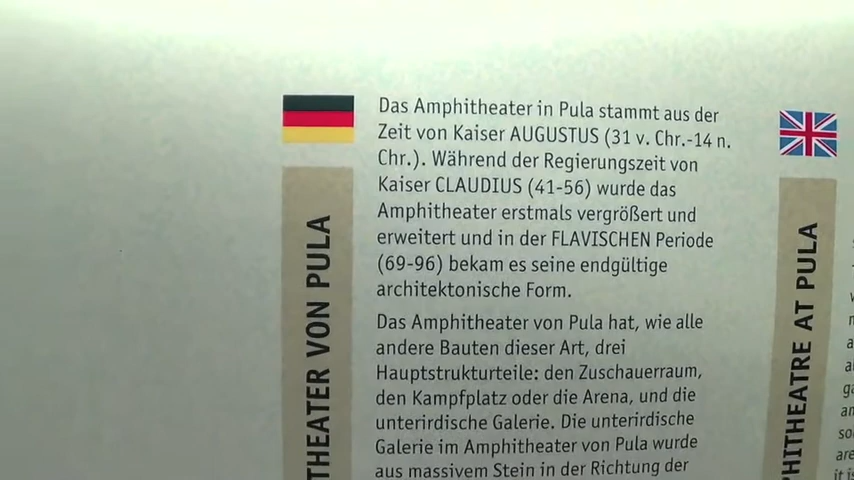 Das Amphitheater in Pula stammt aus der
Zeit von Kaiser AUGUSTUS (31 v. Chr.-14 n.
Chr.). Während der Regierungszeit von
Kaiser CLAUDIUS (41-56) wurde das
Amphitheater erstmals vergrößert und
erweitert und in der FLAVISCHEN Periode
(69-96) bekam es seine endgültige
architektonische Form.
Das Amphitheater von Pula hat, wie alle
andere Bauten dieser Art, drei
Hauptstrukturteile: den Zuschauerraum,
den Kampfplatz oder die Arena, und die
unterirdische Galerie. Die unterirdische
Galerie im Amphitheater von Pula wurde
aus massivem Stein in der Richtung der
THEATER VON PULA
PHITHEATRE AT PULA